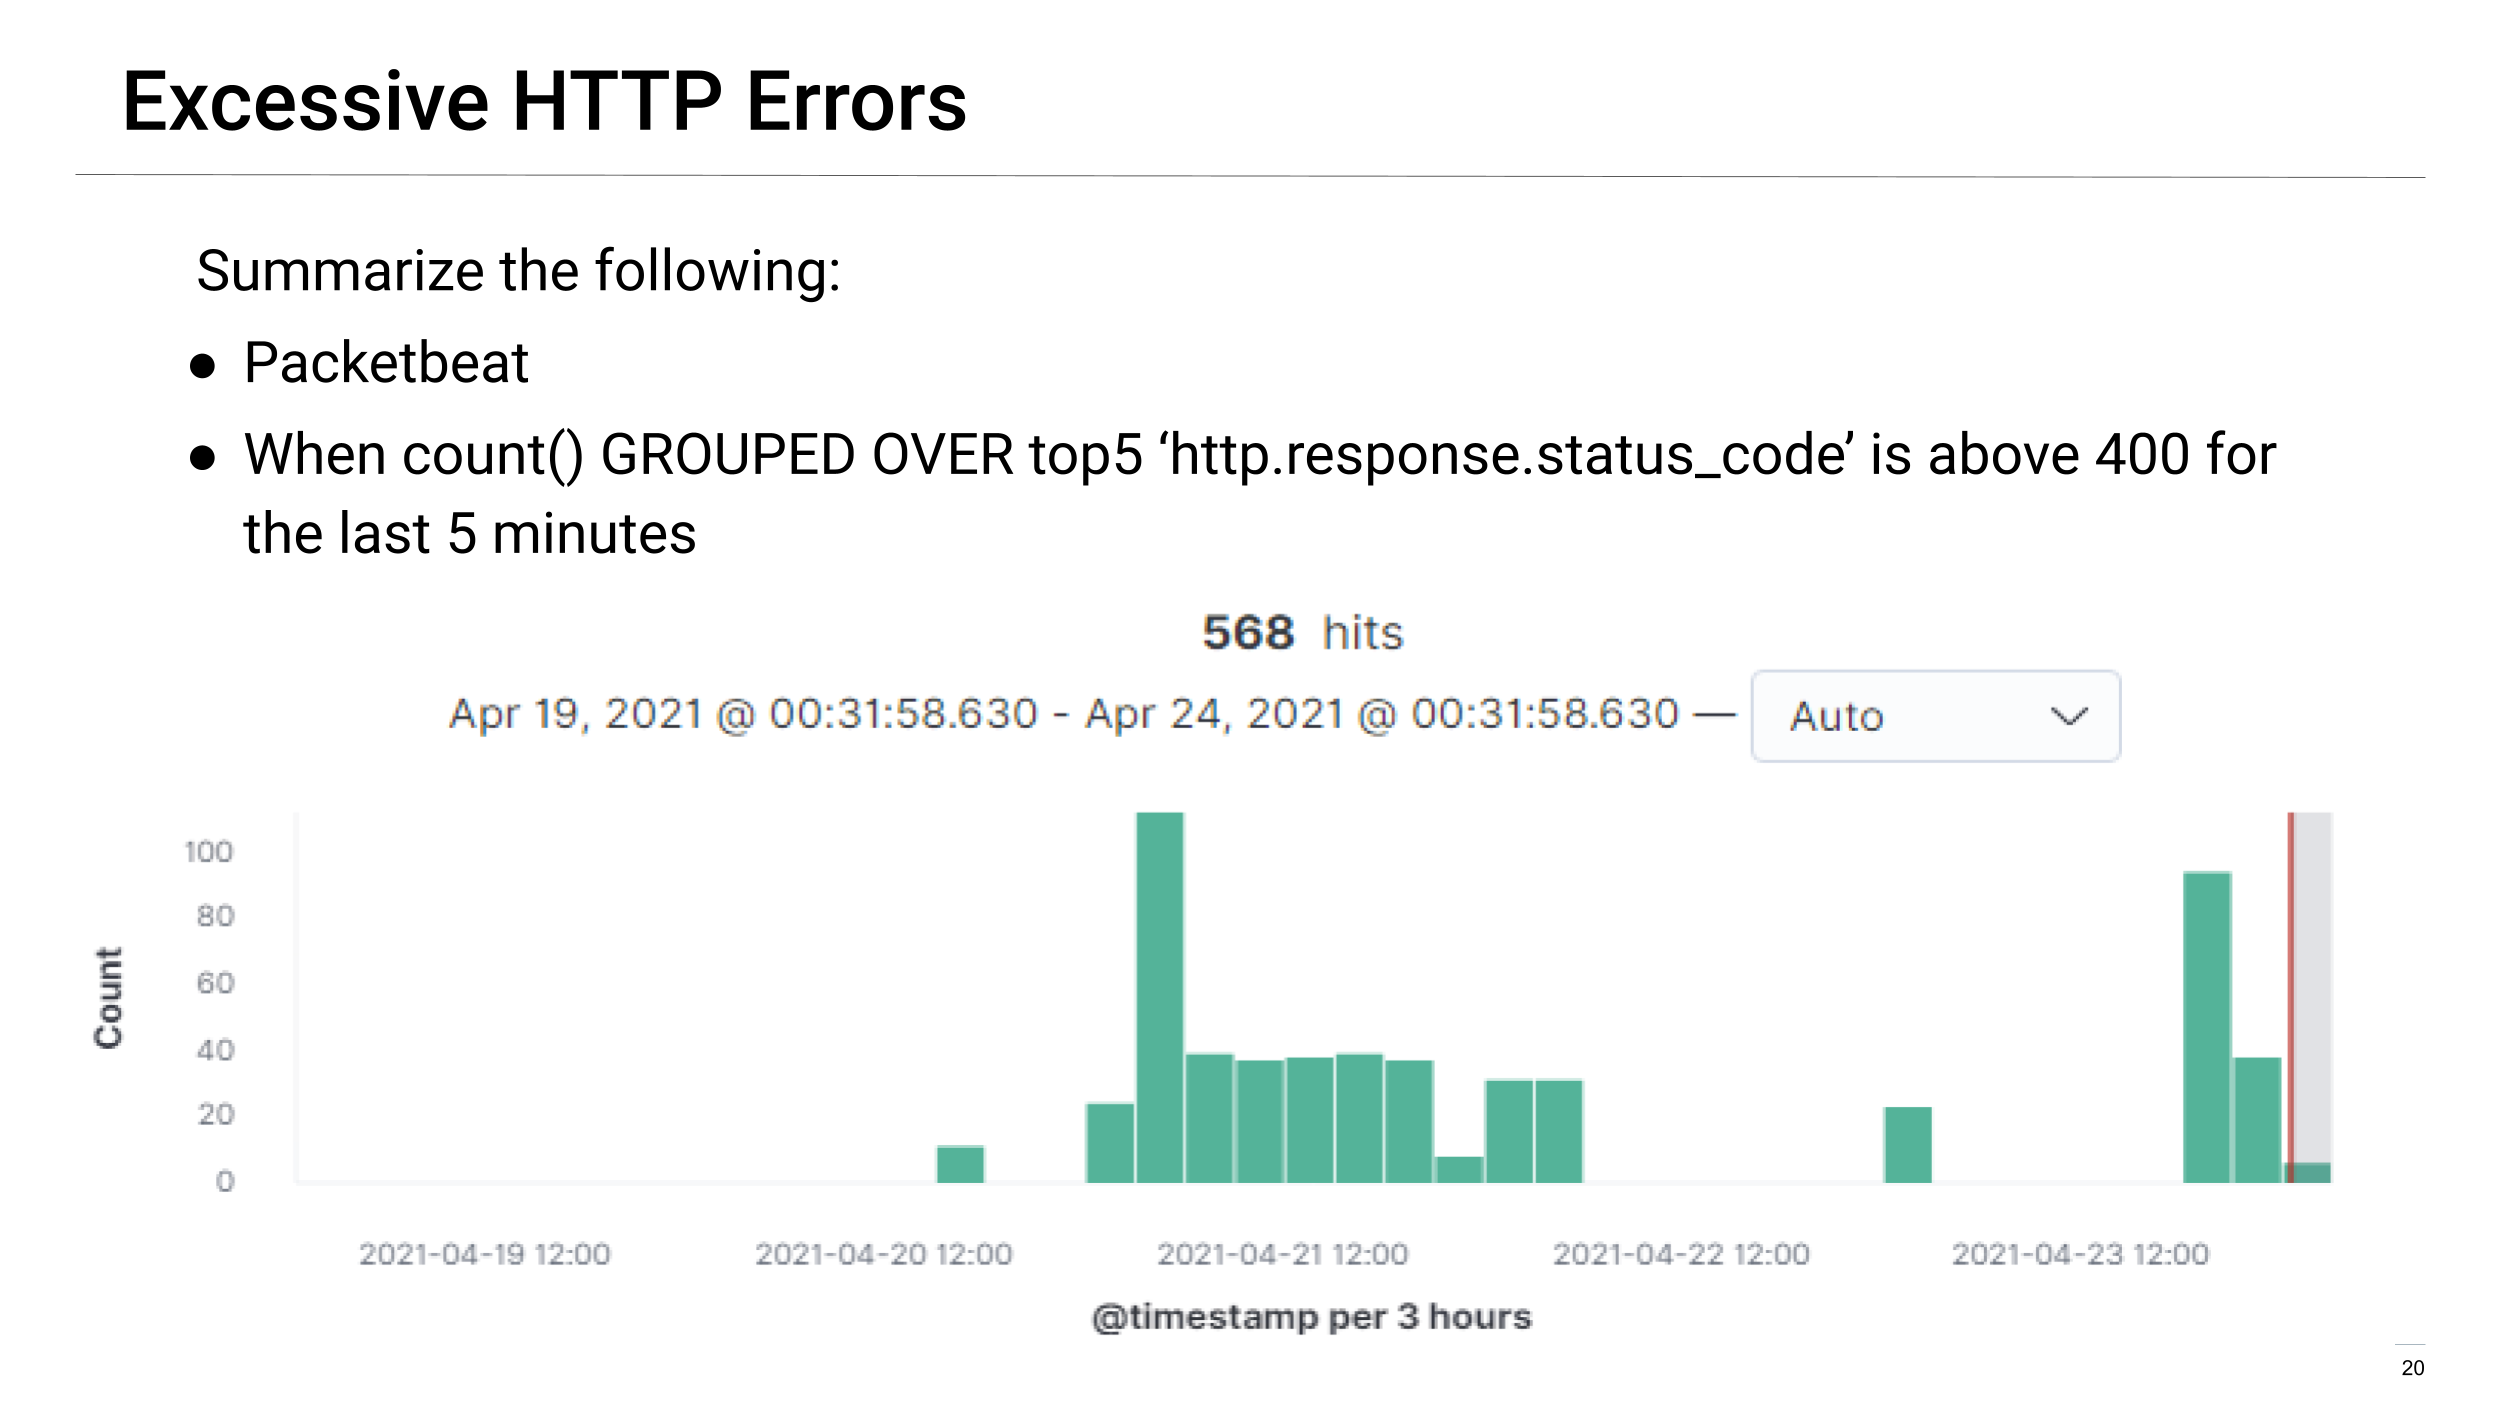 Excessive HTTP Errors
Summarize the following:
● Packetbeat
● When count() GROUPED OVER top5 ‘http.response.status_code’ is above 400 for
the last 5 minutes
568 hits
Apr 19, 2021 @ 00:31:58.630 - Apr 24, 2021 @ 00:31:58.630 — Auto
100
80
60
40
20
0
Count
2021-04-19 12:00 2021-04-20 12:00 2021-04-21 12:00 2021-04-22 12:00 2021-04-23 12:00
@timestamp per 3 hours
20